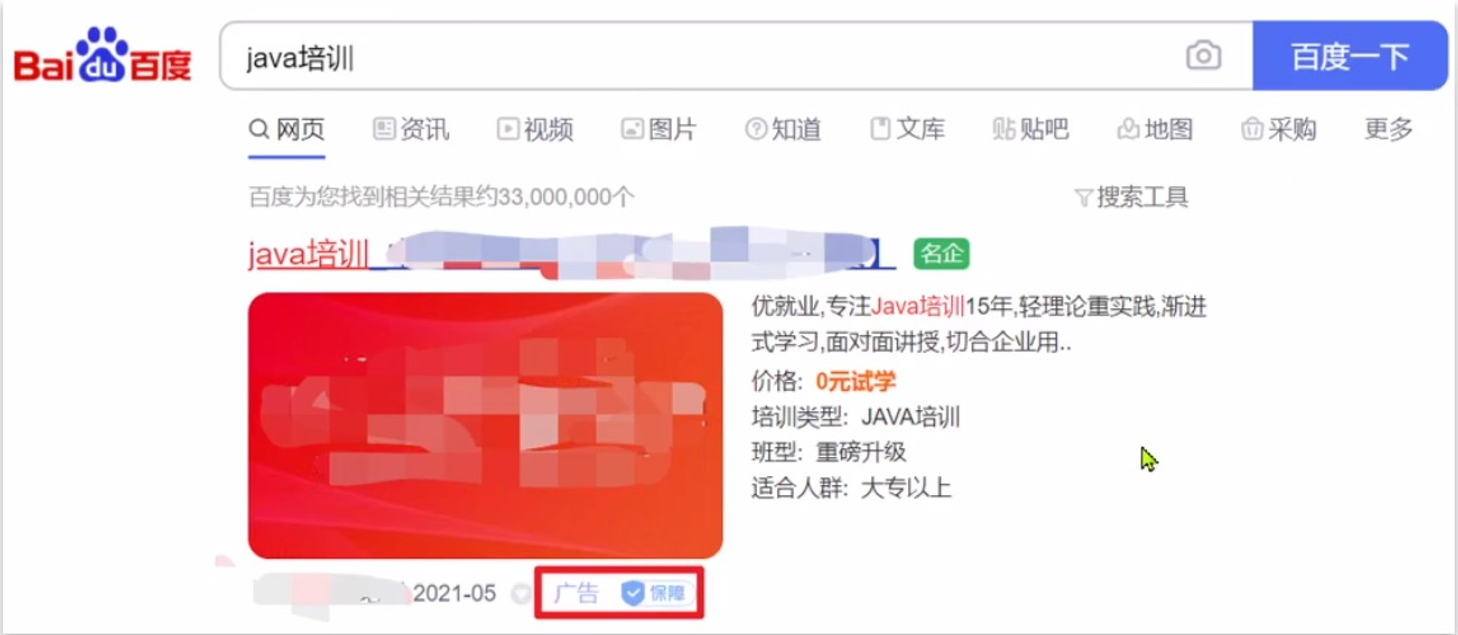 Baidu百度
java培训
百度一下
网页 资讯 视频 图片 知道 文库 贴吧 地图 采购 更多
百度为您找到相关结果约33,000,000个
搜索工具
java培训
名企
优就业,专注Java培训15年,轻理论重实践,渐进
式学习,面对面讲授,切合企业用..
价格: 0元试学
培训类型: JAVA培训
班型: 重磅升级
适合人群: 大专以上
2021-05 广告 保障